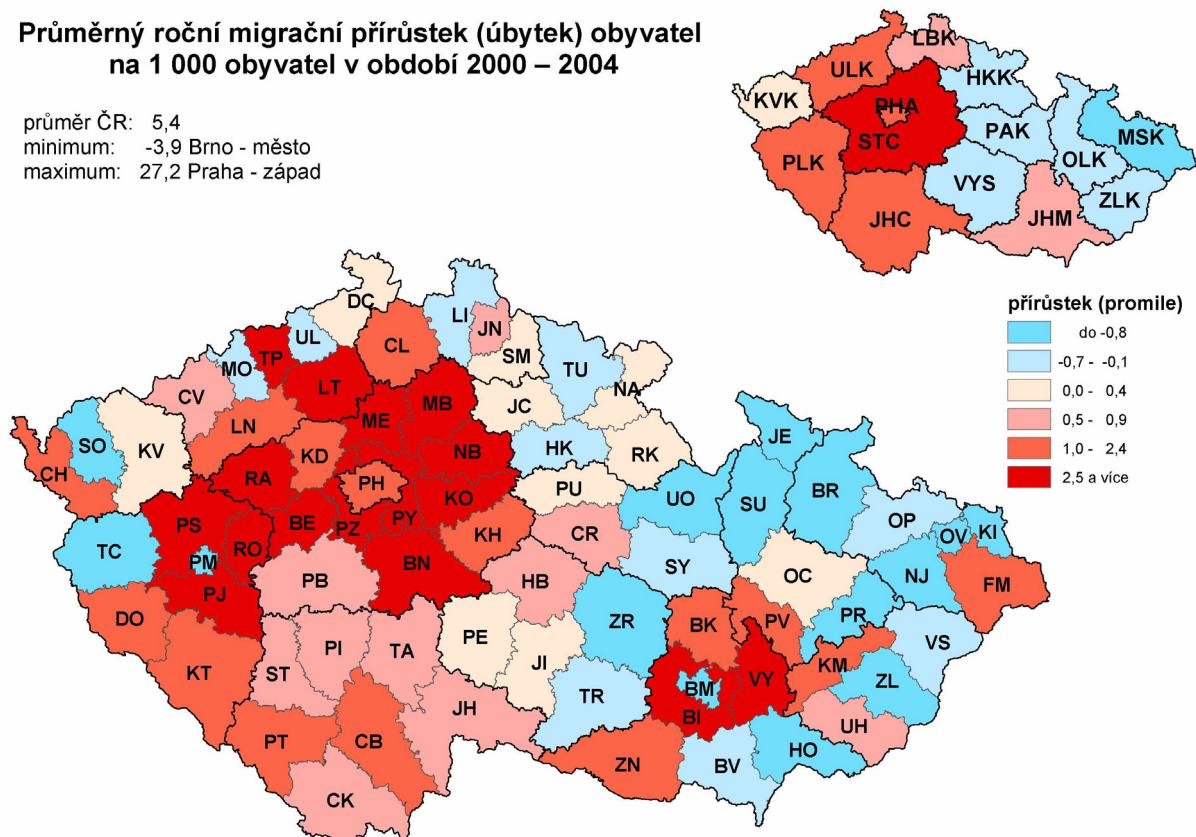 Průměrný roční migrační přírůstek (úbytek) obyvatel
na 1 000 obyvatel v období 2000 – 2004
průměr ČR: 5,4
minimum: -3,9 Brno - město
maximum: 27,2 Praha - západ
LBK
ULK
HKK
KVK
PHA
MSK
PAK
STC
OLK
PLK
VYS
ZLK
JHM
JHC
přírůstek (promile)
do -0,8
-0,7 - -0,1
0,0 - 0,4
0,5 - 0,9
1,0 - 2,4
2,5 a více
DC
LI
JN
UL
CL
SM
TP
MO
TU
LT
NA
CV
MB
JC
ME
LN
SO
KV
HK
NB
RK
KD
JE
CH
RA
PH
PU
KO
BR
UO
SU
OP
PS
BE
PZ
PY
KH
CR
OV
KI
TC
RO
PM
BN
SY
OC
NJ
FM
PB
HB
PJ
DO
PR
ZR
BK
PV
PE
VS
PI
TA
JI
KT
ST
KM
ZL
BM
VY
TR
JH
BI
UH
PT
CB
HO
ZN
BV
CK